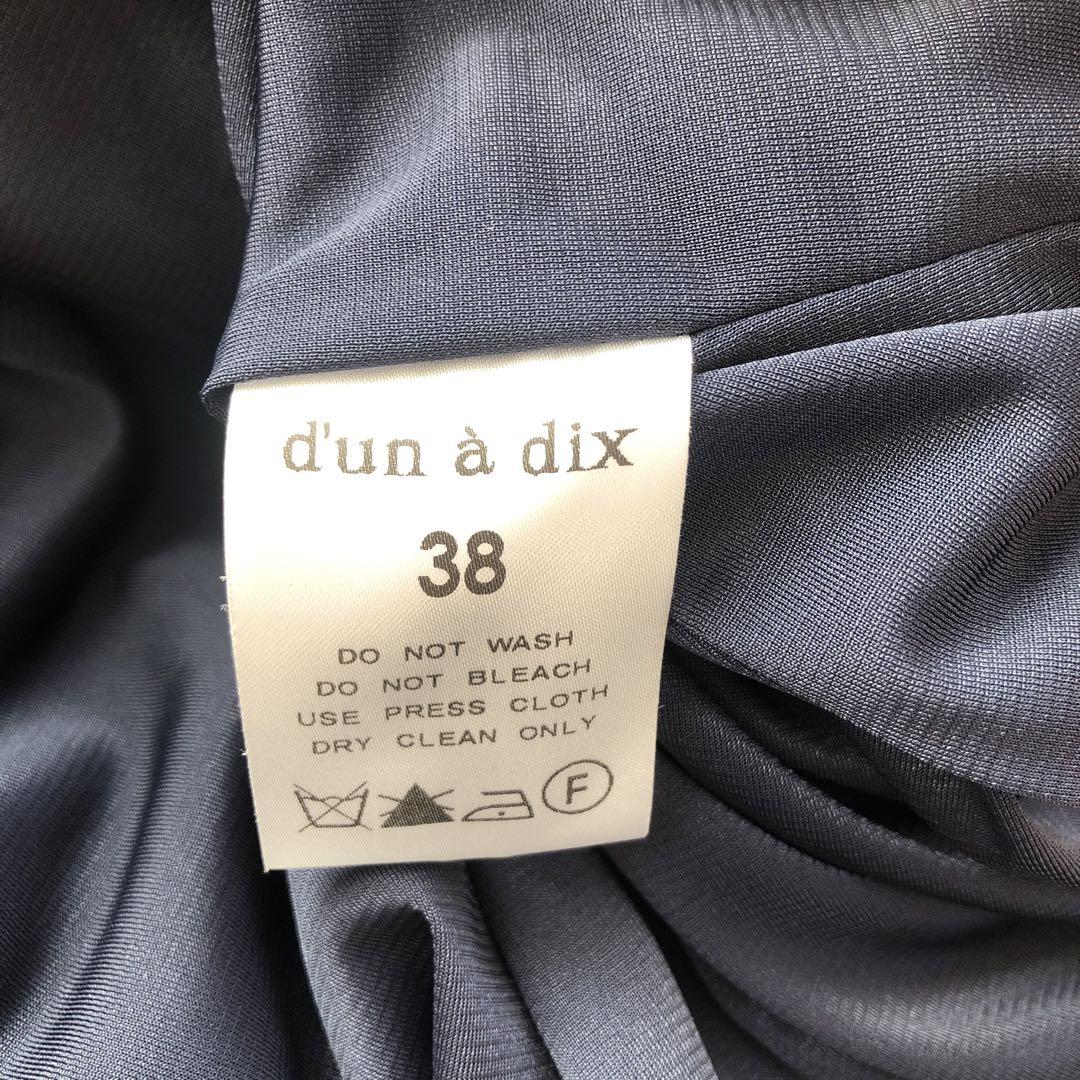 d'un à dix
38
DO NOT WASH
DO NOT BLEACH
USE PRESS CLOTH
DRY CLEAN ONLY
F